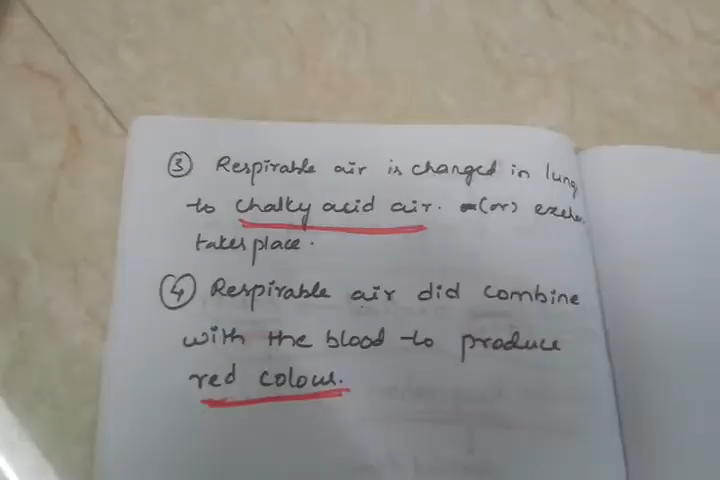 ③ Respirable air is changed in lung
to chalky acid air. (or)
takes place.
④ Respirable air did combine
with the blood to produce
red colour.